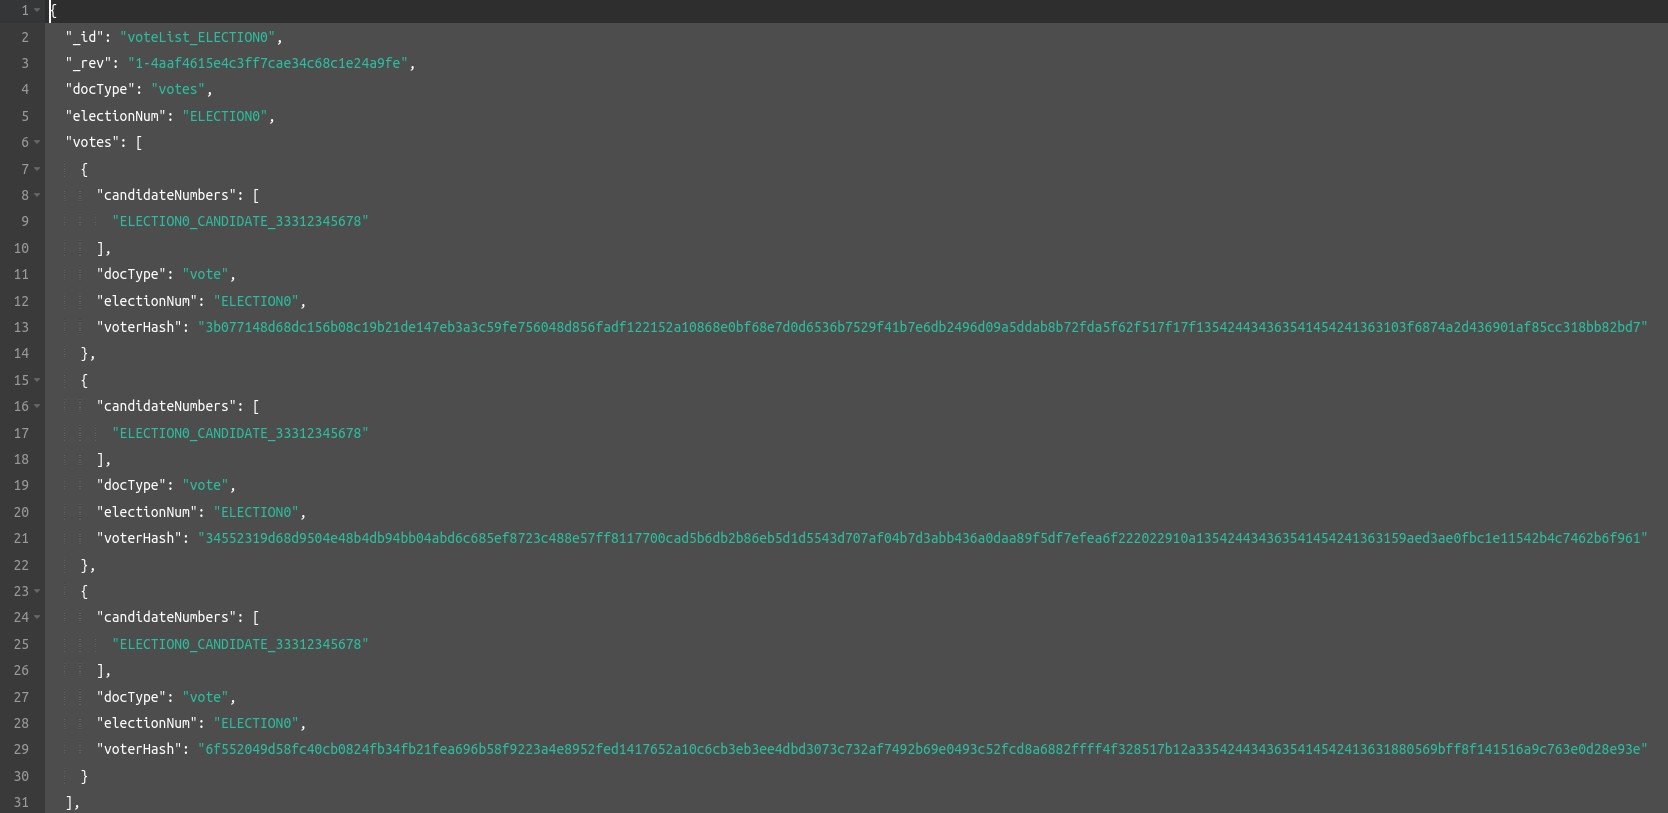 1 {
2 "_id": "voteList_ELECTION0",
3 "_rev": "1-4aaf4615e4c3ff7cae34c68c1e24a9fe",
4 "docType": "votes",
5 "electionNum": "ELECTION0",
6 "votes": [
7 {
8 "candidateNumbers": [
9 "ELECTION0_CANDIDATE_33312345678"
10 ],
11 "docType": "vote",
12 "electionNum": "ELECTION0",
13 "voterHash": "3b077148d68dc156b08c19b21de147eb3a3c59fe756048d856fadf122152a10868e0bf68e7d0d6536b7529f41b7e6db2496d09a5ddab8b72fda5f62f517f17f135424434363541454241363103f6874a2d436901af85cc318bb82bd7"
14 },
15 {
16 "candidateNumbers": [
17 "ELECTION0_CANDIDATE_33312345678"
18 ],
19 "docType": "vote",
20 "electionNum": "ELECTION0",
21 "voterHash": "34552319d68d9504e48b4db94bb04abd6c685ef8723c488e57ff8117700cad5b6db2b86eb5d1d5543d707af04b7d3abb436a0daa89f5df7efea6f222022910a135424434363541454241363159aed3ae0fbc1e11542b4c7462b6f961"
22 },
23 {
24 "candidateNumbers": [
25 "ELECTION0_CANDIDATE_33312345678"
26 ],
27 "docType": "vote",
28 "electionNum": "ELECTION0",
29 "voterHash": "6f552049d58fc40cb0824fb34fb21fea696b58f9223a4e8952fed1417652a10c6cb3eb3ee4dbd3073c732af7492b69e0493c52fcd8a6882ffff4f328517b12a33542443436354145424136318 80569bff8f141516a9c763e0d28e93e"
30 }
31 ],